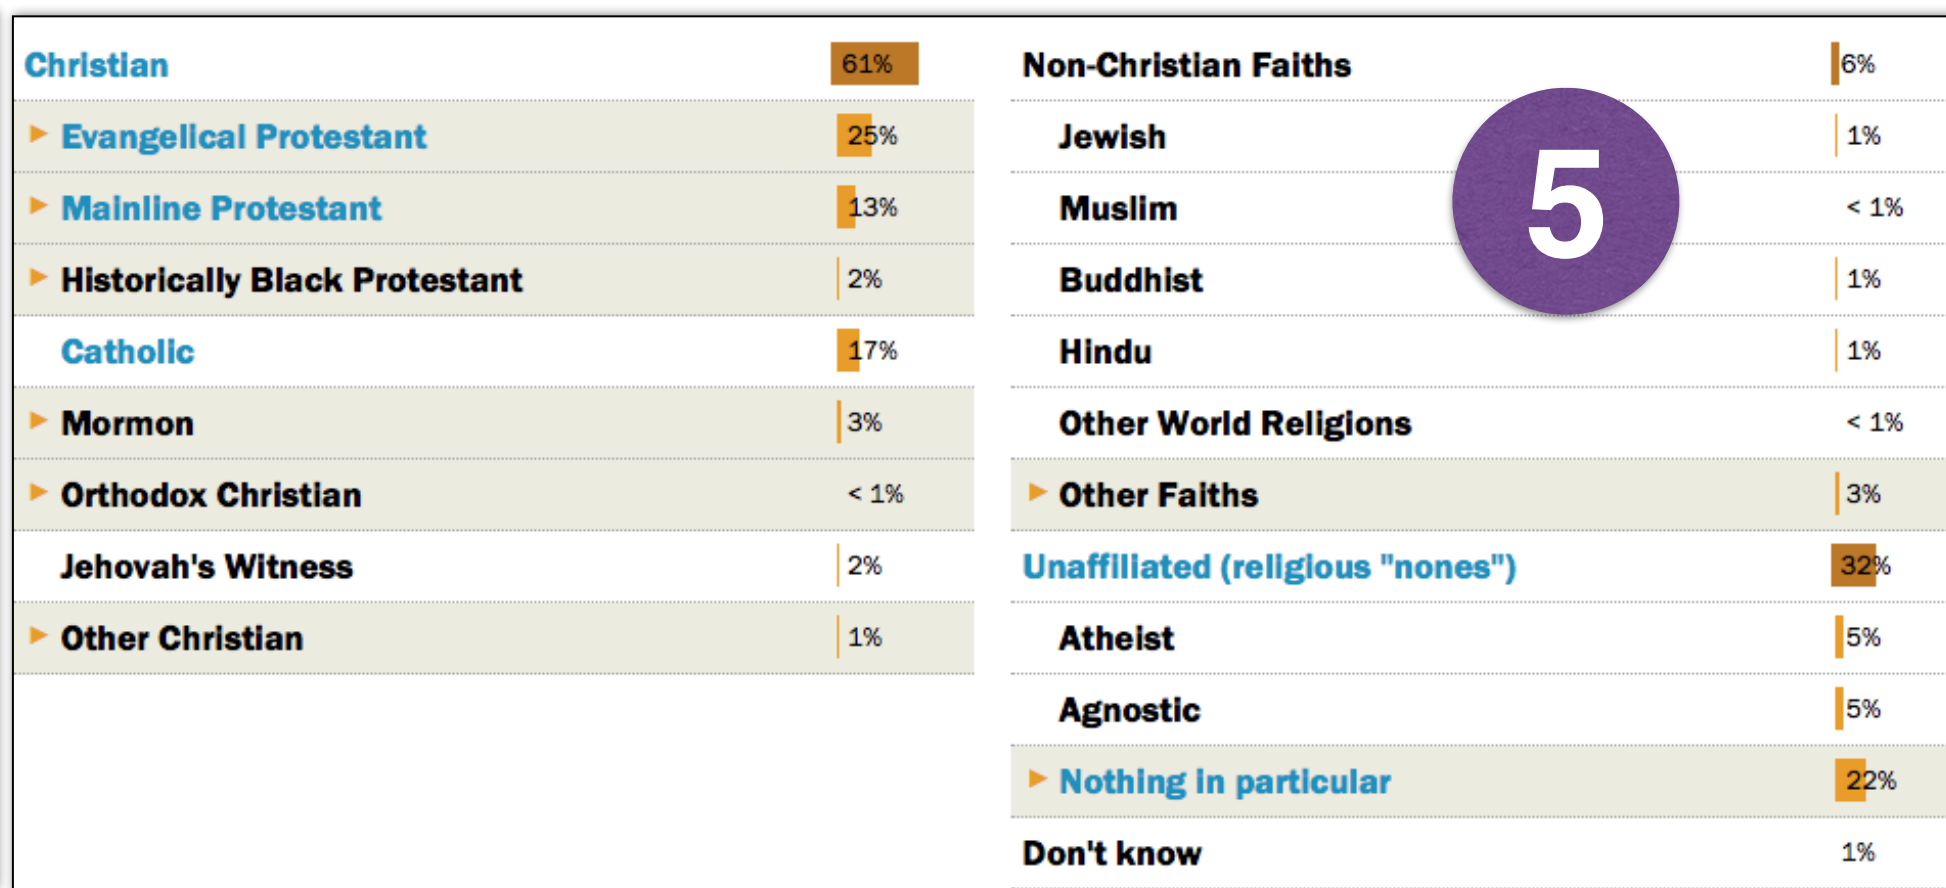 Christian 61%
Evangelical Protestant 25%
Mainline Protestant 13%
Historically Black Protestant 2%
Catholic 17%
Mormon 3%
Orthodox Christian < 1%
Jehovah's Witness 2%
Other Christian 1%
Non-Christian Faiths 6%
Jewish 1%
Muslim < 1%
Buddhist 1%
Hindu 1%
Other World Religions < 1%
Other Faiths 3%
Unaffiliated (religious "nones") 32%
Atheist 5%
Agnostic 5%
Nothing in particular 22%
Don't know 1%
5